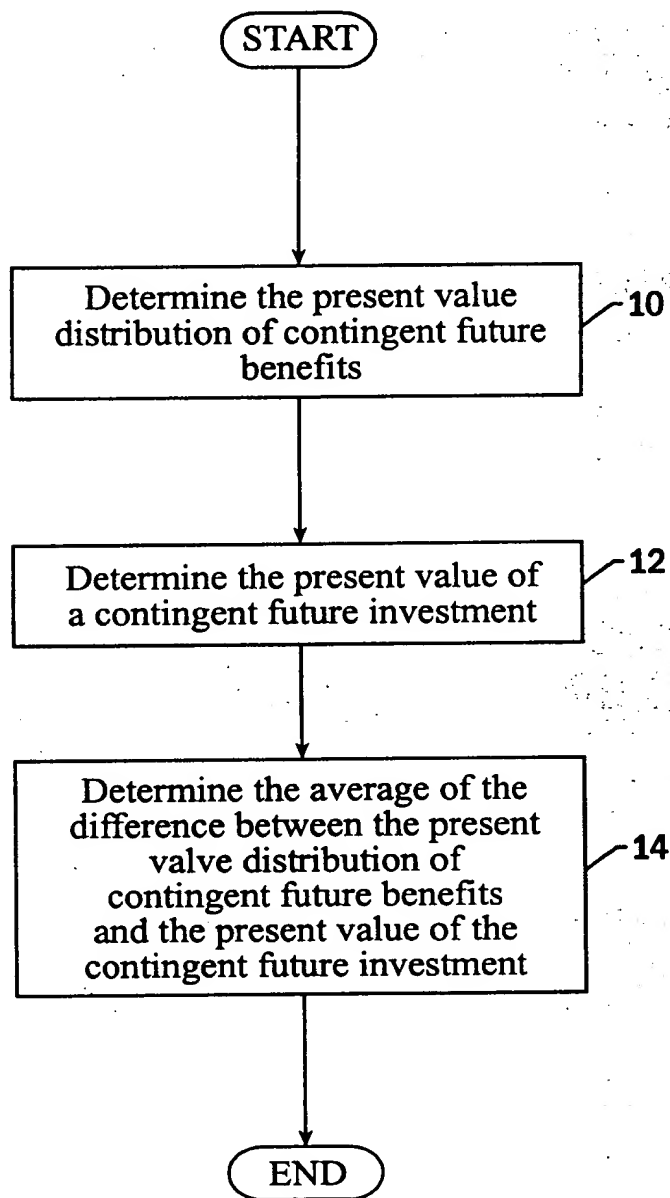 START
Determine the present value
distribution of contingent future
benefits
10
Determine the present value of
a contingent future investment
12
Determine the average of the
difference between the present
valve distribution of
contingent future benefits
and the present value of the
contingent future investment
14
END